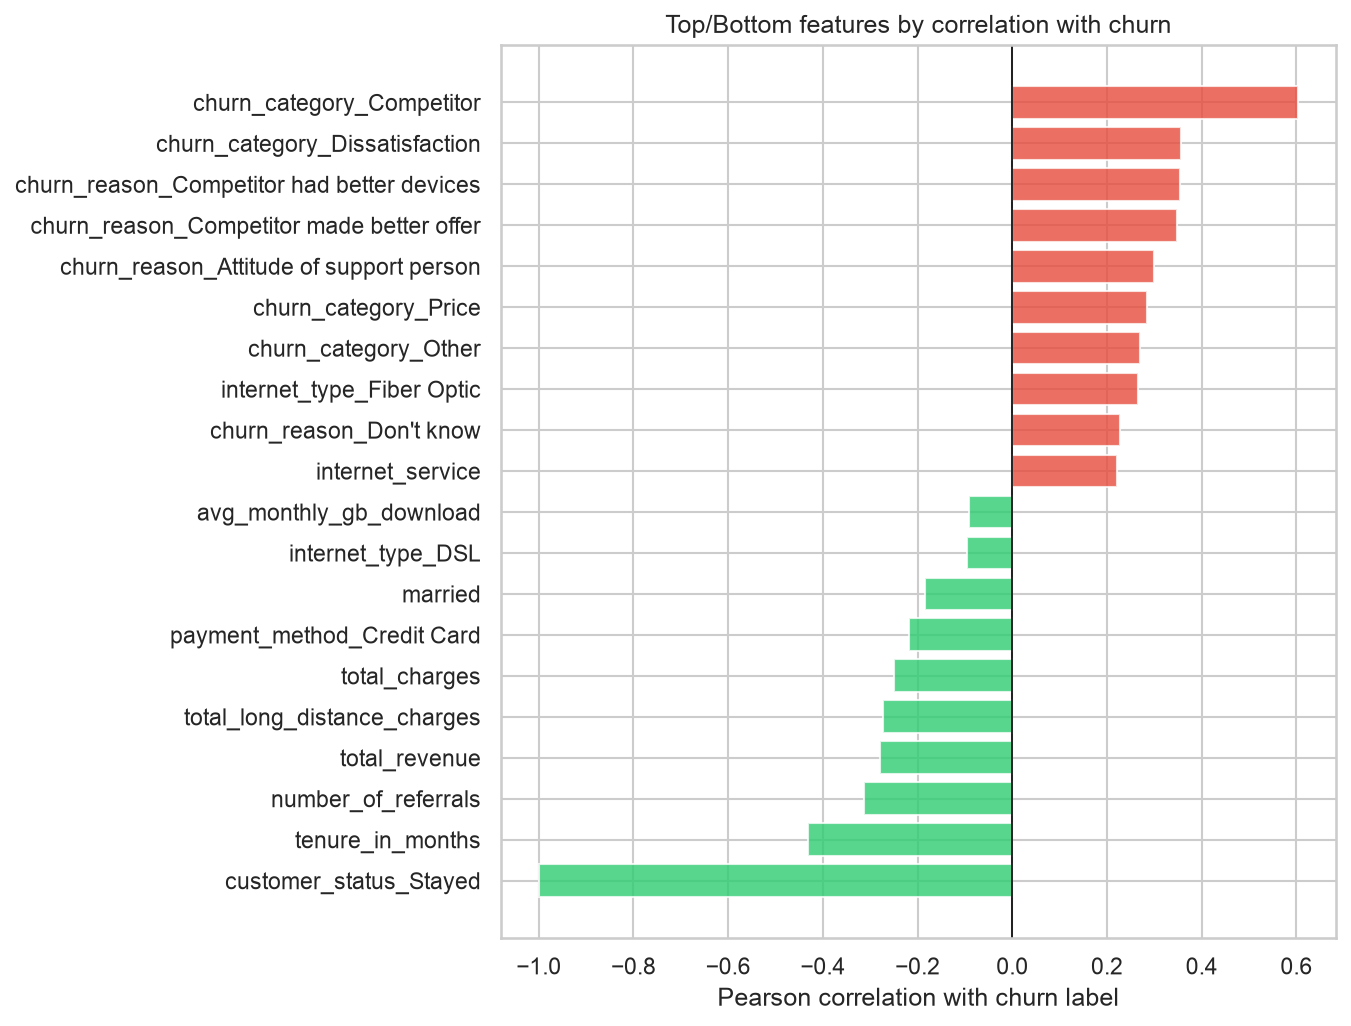 Top/Bottom features by correlation with churn
churn_category_Competitor
churn_category_Dissatisfaction
churn_reason_Competitor had better devices
churn_reason_Competitor made better offer
churn_reason_Attitude of support person
churn_category_Price
churn_category_Other
internet_type_Fiber Optic
churn_reason_Don't know
internet_service
avg_monthly_gb_download
internet_type_DSL
married
payment_method_Credit Card
total_charges
total_long_distance_charges
total_revenue
number_of_referrals
tenure_in_months
customer_status_Stayed
−1.0 −0.8 −0.6 −0.4 −0.2 0.0 0.2 0.4 0.6
Pearson correlation with churn label